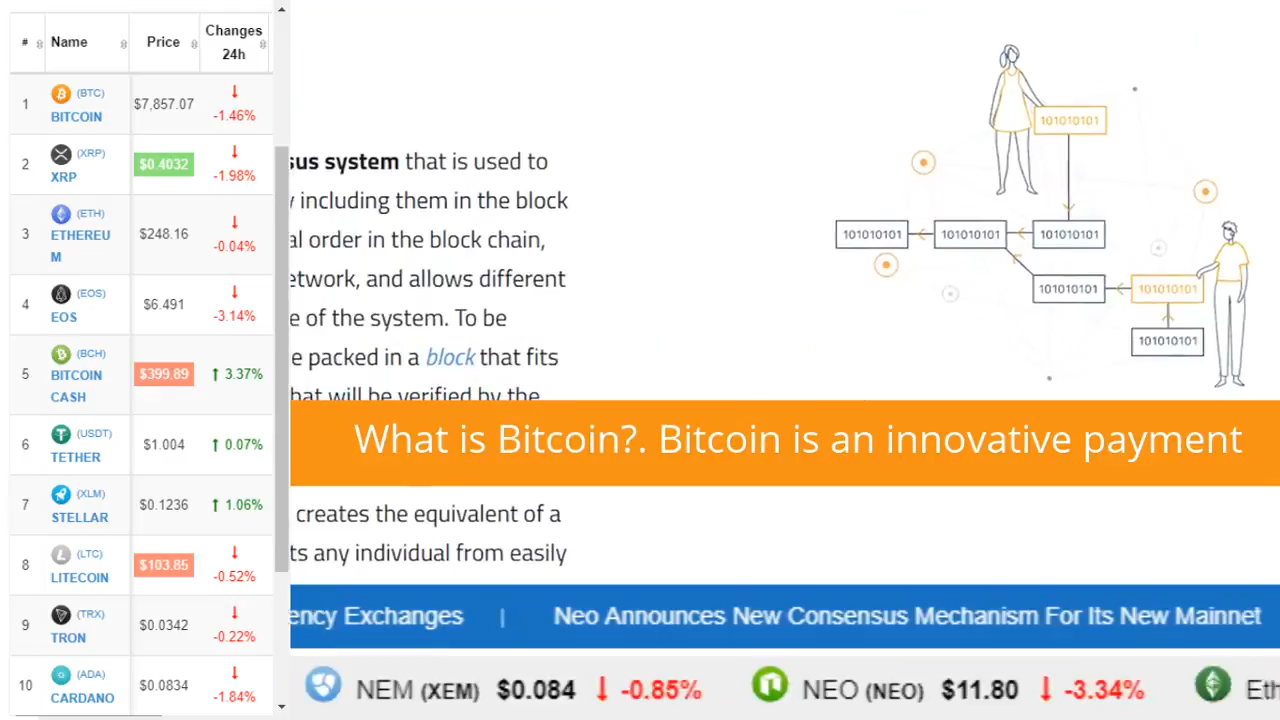 # Name Price Changes
24h
1 (BTC) $7,857.07
BITCOIN -1.46%
2 (XRP) $0.4032
XRP -1.98%
3 (ETH) $248.16
ETHEREU
M -0.04%
4 (EOS) $6.491
EOS -3.14%
5 (BCH) $399.89 3.37%
BITCOIN
CASH
6 (USDT) $1.004 0.07%
TETHER
7 (XLM) $0.1236 1.06%
STELLAR
8 (LTC) $103.85
LITECOIN -0.52%
9 (TRX) $0.0342
TRON -0.22%
10 (ADA) $0.0834
CARDANO -1.84%
sus system that is used to
y including them in the block
al order in the block chain,
etwork, and allows different
e of the system. To be
e packed in a block that fits
hat will be verified by the
What is Bitcoin?. Bitcoin is an innovative payment
creates the equivalent of a
ts any individual from easily
101010101
101010101 101010101 101010101
101010101 101010101
101010101
ency Exchanges | Neo Announces New Consensus Mechanism For Its New Mainnet
NEM (XEM) $0.084 -0.85% NEO (NEO) $11.80 -3.34% Eth